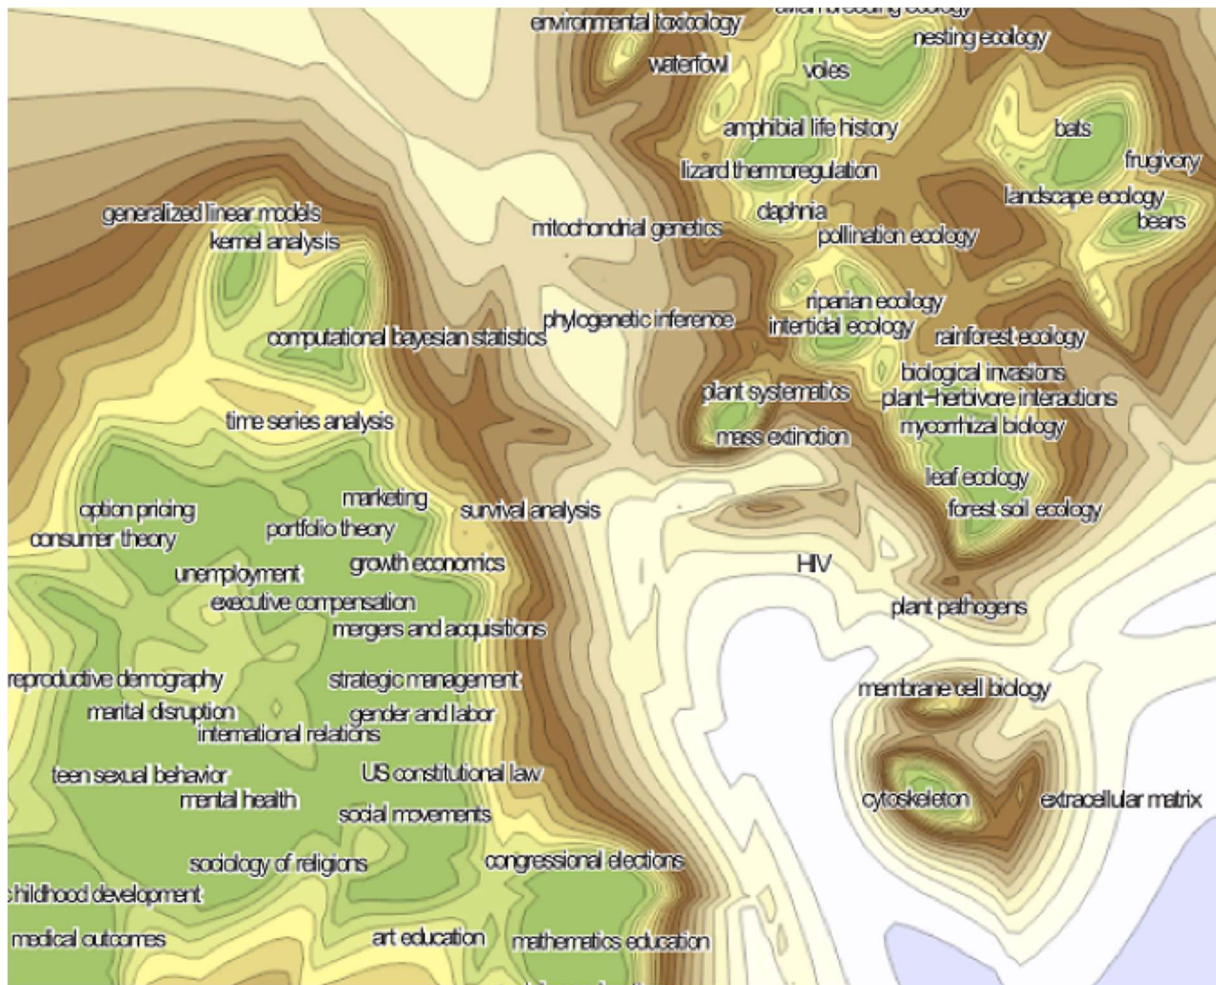 avian breeding ecology
environmental toxicology
nesting ecology
waterfowl
voles
amphibial life history
bats
frugivory
lizard thermoregulation
landscape ecology
generalized linear models
daphnia
bears
mitochondrial genetics
pollination ecology
kernel analysis
riparian ecology
phylogenetic inference
intertidal ecology
computational bayesian statistics
rainforest ecology
biological invasions
plant systematics
plant-herbivore interactions
time series analysis
mycorrhizal biology
mass extinction
leaf ecology
marketing
option pricing
survival analysis
forest soil ecology
portfolio theory
consumer theory
growth economics
HIV
unemployment
executive compensation
plant pathogens
mergers and acquisitions
reproductive demography
strategic management
membrane cell biology
marital disruption
gender and labor
international relations
teen sexual behavior
US constitutional law
mental health
cytoskeleton
extracellular matrix
social movements
sociology of religions
congressional elections
childhood development
medical outcomes
art education
mathematics education